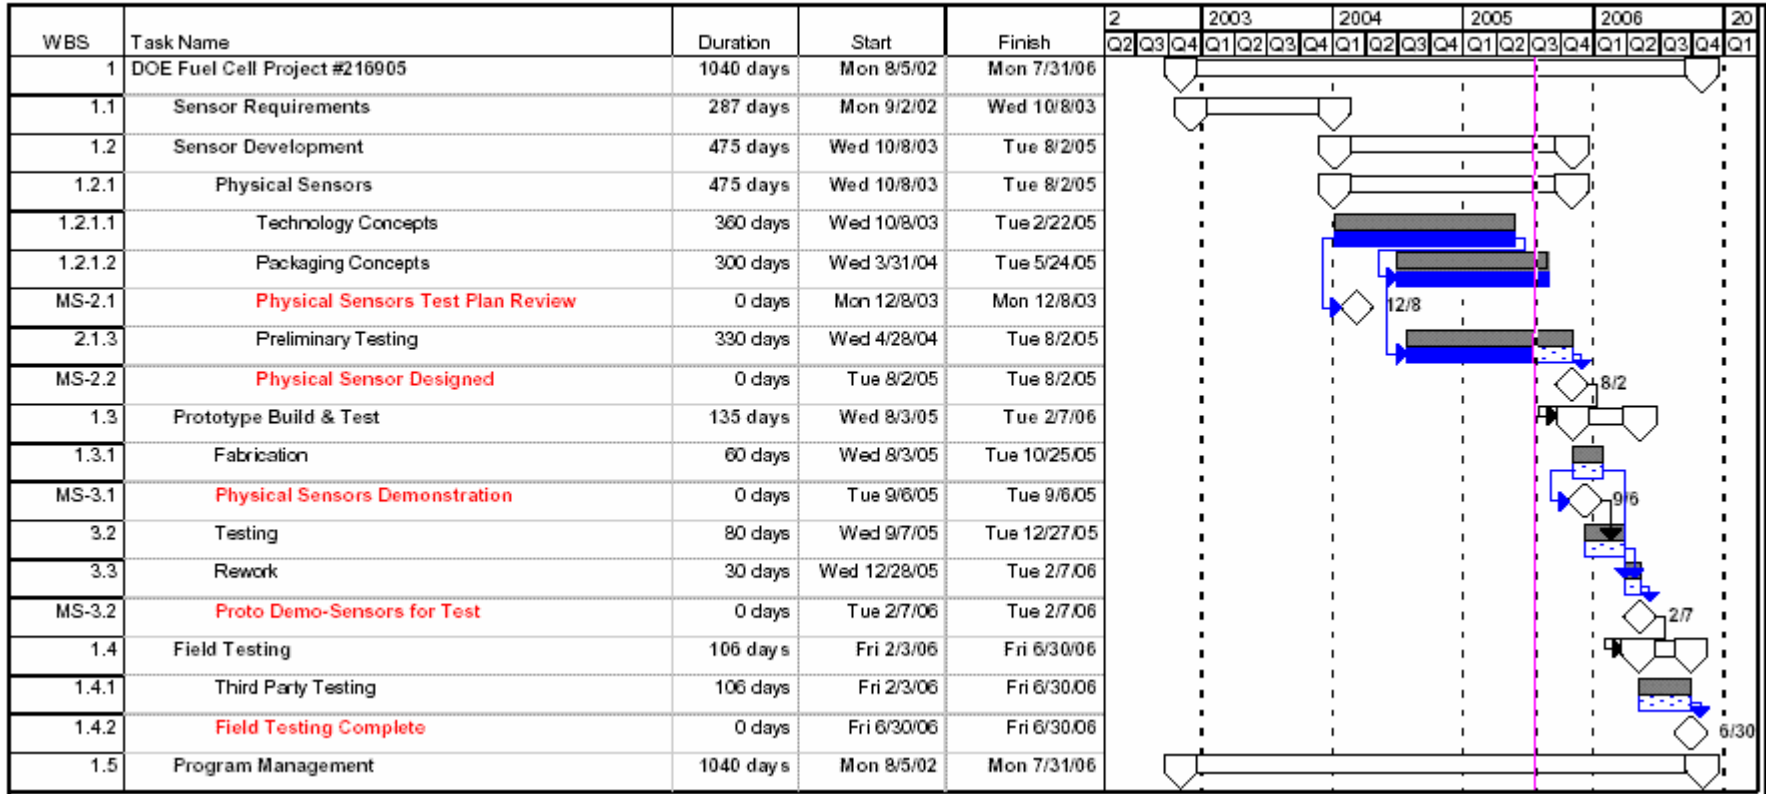 2 2003 2004 2005 2006 20
WBS Task Name Duration Start Finish Q2 Q3 Q4 Q1 Q2 Q3 Q4 Q1 Q2 Q3 Q4 Q1 Q2 Q3 Q4 Q1 Q2 Q3 Q4 Q1
1 DOE Fuel Cell Project #216905 1040 days Mon 8/5/02 Mon 7/31/06
1.1 Sensor Requirements 287 days Mon 9/2/02 Wed 10/8/03
1.2 Sensor Development 475 days Wed 10/8/03 Tue 8/2/05
1.2.1 Physical Sensors 475 days Wed 10/8/03 Tue 8/2/05
1.2.1.1 Technology Concepts 360 days Wed 10/8/03 Tue 2/22/05
1.2.1.2 Packaging Concepts 300 days Wed 3/31/04 Tue 5/24/05
MS-2.1 Physical Sensors Test Plan Review 0 days Mon 12/8/03 Mon 12/8/03 12/8
2.1.3 Preliminary Testing 330 days Wed 4/28/04 Tue 8/2/05
MS-2.2 Physical Sensor Designed 0 days Tue 8/2/05 Tue 8/2/05 8/2
1.3 Prototype Build & Test 135 days Wed 8/3/05 Tue 2/7/06
1.3.1 Fabrication 60 days Wed 8/3/05 Tue 10/25/05
MS-3.1 Physical Sensors Demonstration 0 days Tue 9/6/05 Tue 9/6/05 9/6
3.2 Testing 80 days Wed 9/7/05 Tue 12/27/05
3.3 Rework 30 days Wed 12/28/05 Tue 2/7/06
MS-3.2 Proto Demo-Sensors for Test 0 days Tue 2/7/06 Tue 2/7/06 2/7
1.4 Field Testing 106 days Fri 2/3/06 Fri 6/30/06
1.4.1 Third Party Testing 106 days Fri 2/3/06 Fri 6/30/06
1.4.2 Field Testing Complete 0 days Fri 6/30/06 Fri 6/30/06 6/30
1.5 Program Management 1040 days Mon 8/5/02 Mon 7/31/06